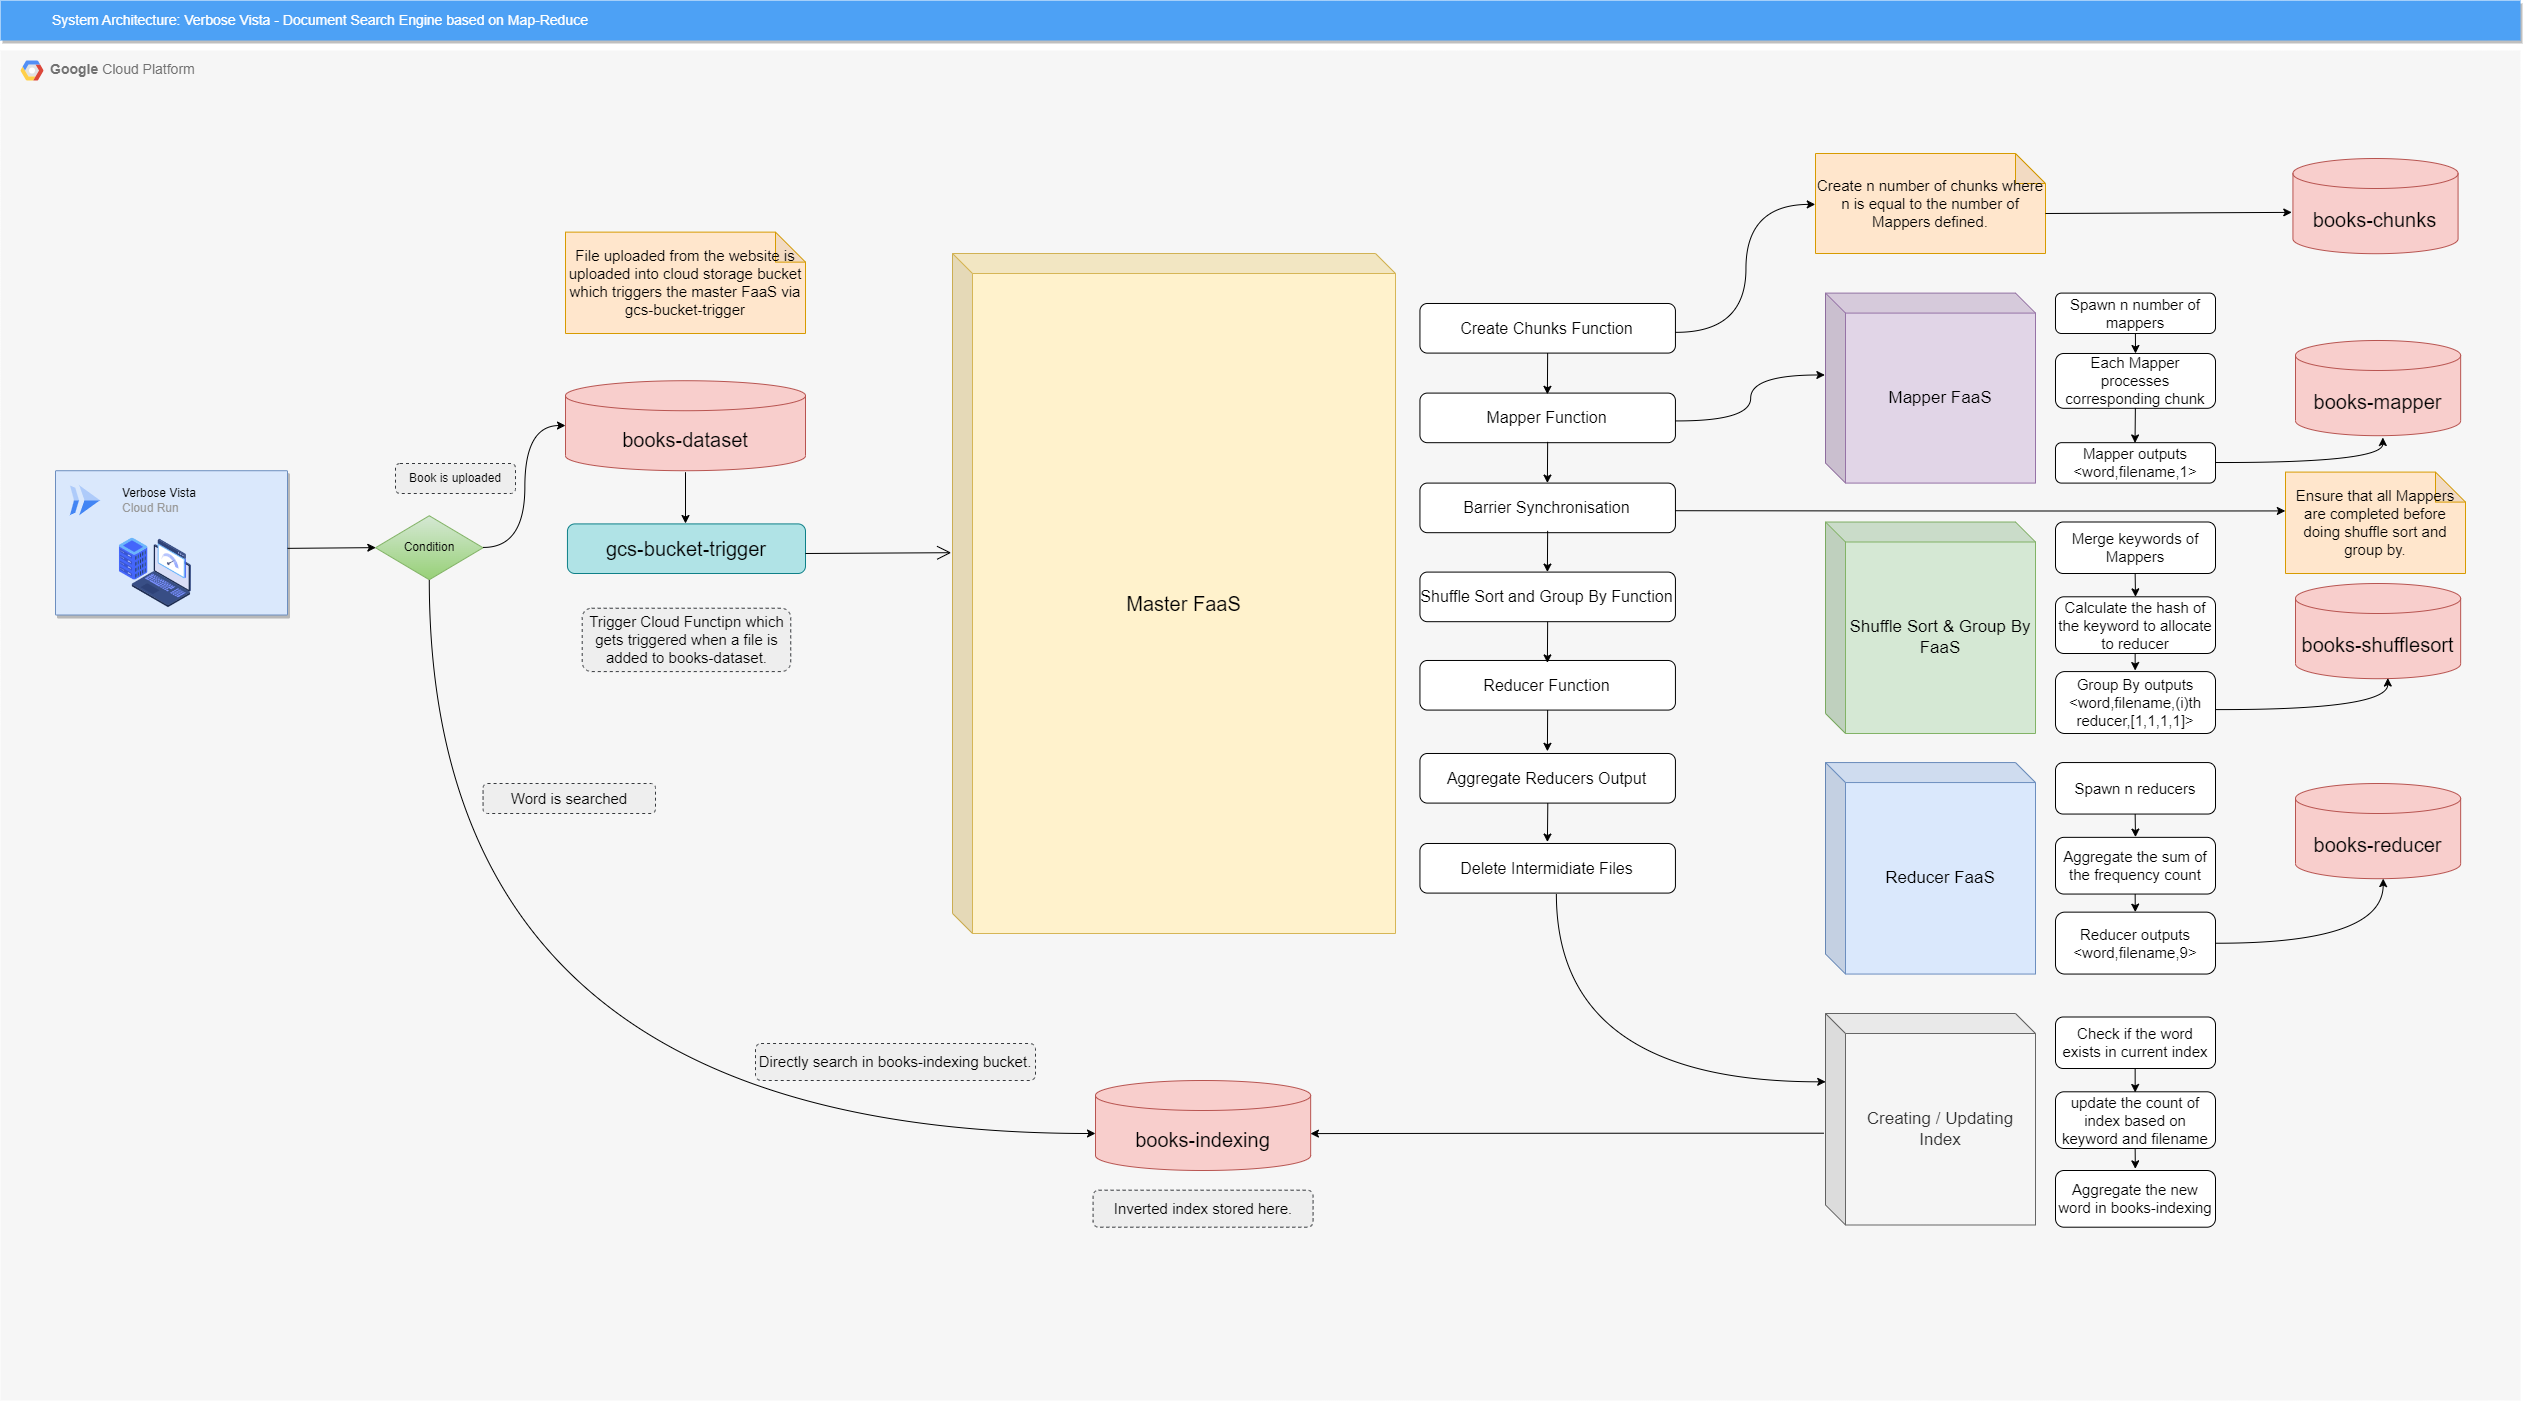 System Architecture: Verbose Vista - Document Search Engine based on Map-Reduce
Google Cloud Platform
Verbose Vista
Cloud Run
Condition
Book is uploaded
Word is searched
File uploaded from the website is
uploaded into cloud storage bucket
which triggers the master FaaS via
gcs-bucket-trigger
books-dataset
gcs-bucket-trigger
Trigger Cloud Functipn which
gets triggered when a file is
added to books-dataset.
Directly search in books-indexing bucket.
books-indexing
Inverted index stored here.
Master FaaS
Create Chunks Function
Mapper Function
Barrier Synchronisation
Shuffle Sort and Group By Function
Reducer Function
Aggregate Reducers Output
Delete Intermidiate Files
Create n number of chunks where
n is equal to the number of
Mappers defined.
books-chunks
Mapper FaaS
Spawn n number of
mappers
Each Mapper
processes
corresponding chunk
Mapper outputs
<word,filename,1>
books-mapper
Ensure that all Mappers
are completed before
doing shuffle sort and
group by.
Shuffle Sort & Group By
FaaS
Merge keywords of
Mappers
Calculate the hash of
the keyword to allocate
to reducer
Group By outputs
<word,filename,(i)th
reducer,[1,1,1,1]>
books-shufflesort
Reducer FaaS
Spawn n reducers
Aggregate the sum of
the frequency count
Reducer outputs
<word,filename,9>
books-reducer
Creating / Updating
Index
Check if the word
exists in current index
update the count of
index based on
keyword and filename
Aggregate the new
word in books-indexing